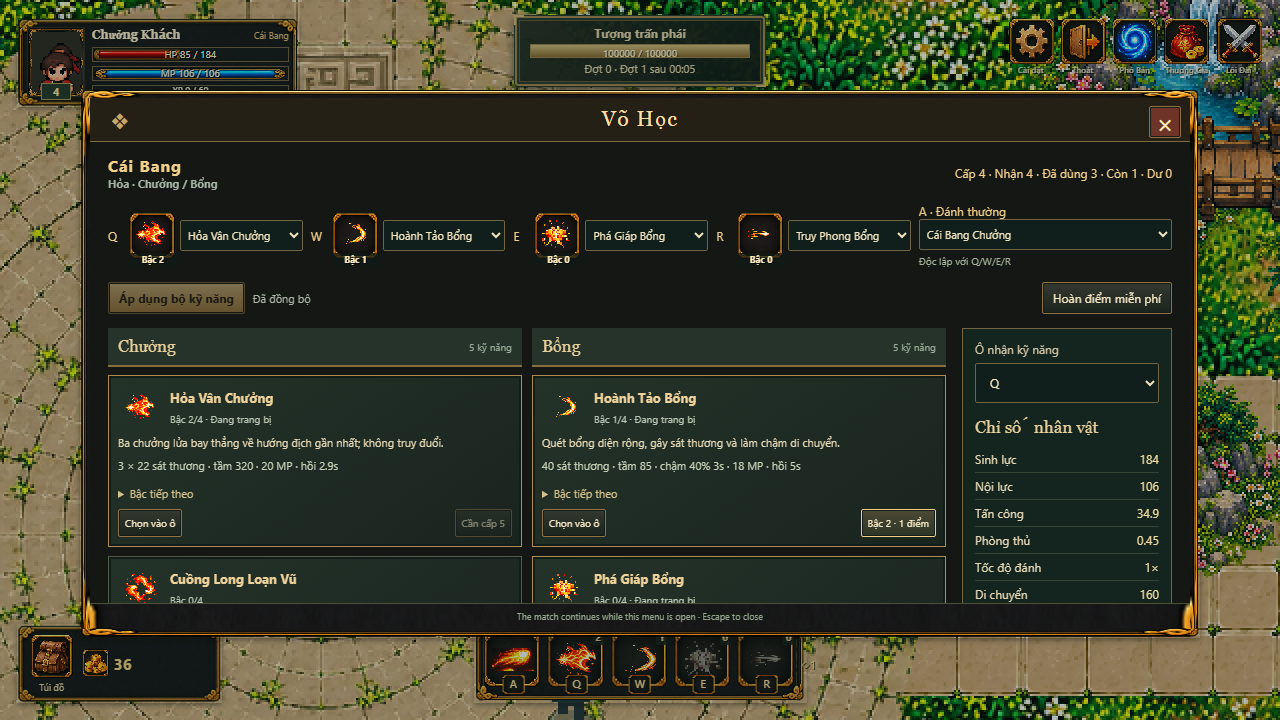 Chưởng Khách
Cái Bang
HP 85 / 184
MP 106 / 106
4
Tượng trấn phái
100000 / 100000
Đợt 0 · Đợt 1 sau 00:05
Cài đặt
Thoát
Phó Bản
Lôi Đài
Võ Học
Cái Bang
Hỏa · Chưởng / Bổng
Cấp 4 · Nhận 4 · Đã dùng 3 · Còn 1 · Dư 0
Q
Bậc 2
Hỏa Vân Chưởng
W
Bậc 1
Hoành Tảo Bổng
E
Bậc 0
Phá Giáp Bổng
R
Bậc 0
Truy Phong Bổng
A · Đánh thường
Cái Bang Chưởng
Độc lập với Q/W/E/R
Áp dụng bộ kỹ năng
Đã đồng bộ
Hoàn điểm miễn phí
Chưởng
5 kỹ năng
Hỏa Vân Chưởng
Bậc 2/4 · Đang trang bị
Ba chưởng lửa bay thẳng về hướng địch gần nhất; không truy đuổi.
3 × 22 sát thương · tầm 320 · 20 MP · hồi 2.9s
▶ Bậc tiếp theo
Chọn vào ô
Cần cấp 5
Cuồng Long Loạn Vũ
Bậc 0/4
Bổng
5 kỹ năng
Hoành Tảo Bổng
Bậc 1/4 · Đang trang bị
Quét bổng diện rộng, gây sát thương và làm chậm di chuyển.
40 sát thương · tầm 85 · chậm 40% 3s · 18 MP · hồi 5s
▶ Bậc tiếp theo
Chọn vào ô
Bậc 2 · 1 điểm
Phá Giáp Bổng
Bậc 0/4 · Đang trang bị
Ô nhận kỹ năng
Q
Chỉ số nhân vật
Sinh lực 184
Nội lực 106
Tấn công 34.9
Phòng thủ 0.45
Tốc độ đánh 1×
Di chuyển 160
The match continues while this menu is open · Escape to close
Túi đồ
36
A
Q
W
E
R